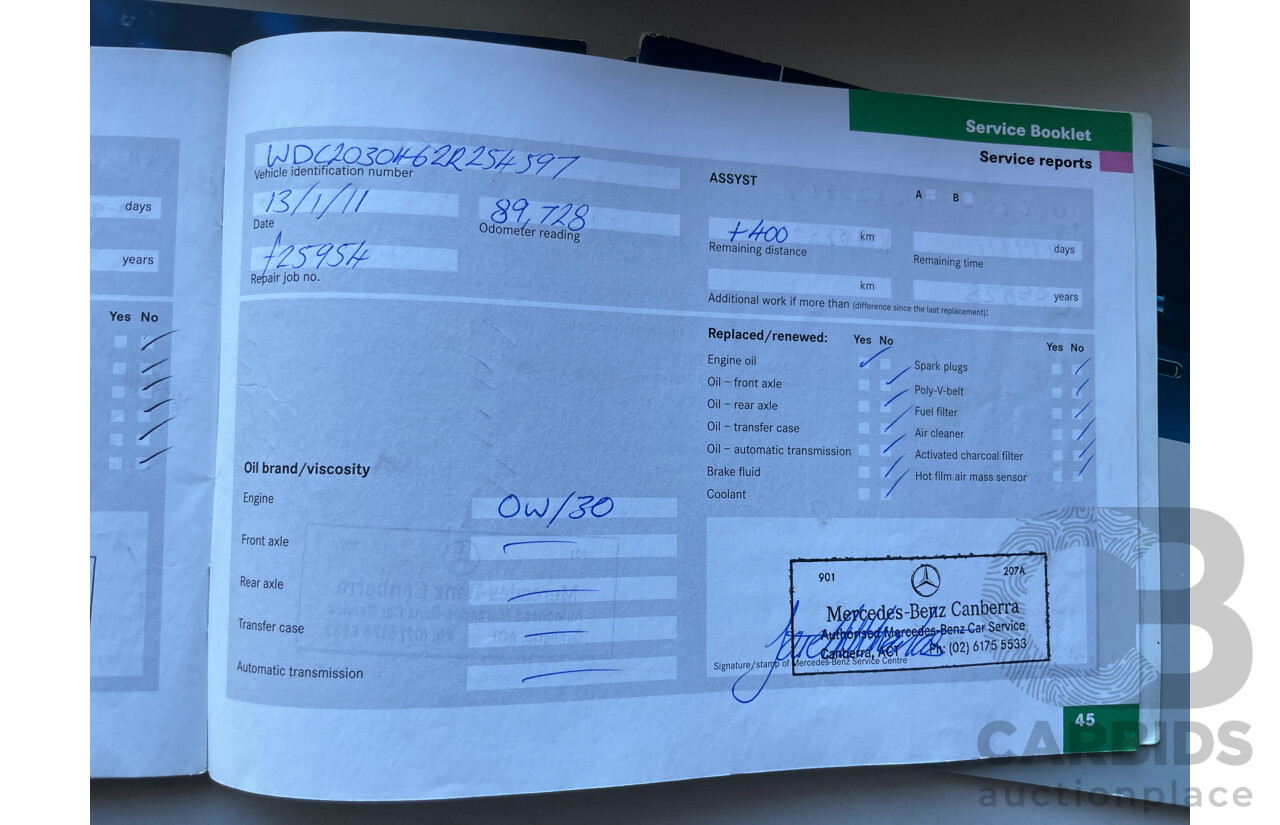 Service Booklet
Service reports
WDC2030462R254597
Vehicle identification number
13/1/11
Date
89,728
Odometer reading
f25954
Repair job no.
ASSYST
A B
+400 km
Remaining distance
days
Remaining time
km
years
Additional work if more than (difference since the last replacement):
days
years
Yes No
Replaced/renewed: Yes No
Engine oil
Oil – front axle
Oil – rear axle
Oil – transfer case
Oil – automatic transmission
Brake fluid
Coolant
Yes No
Spark plugs
Poly-V-belt
Fuel filter
Air cleaner
Activated charcoal filter
Hot film air mass sensor
Oil brand/viscosity
Engine 0W/30
Front axle
Rear axle
Transfer case
Automatic transmission
901 207A
Mercedes-Benz Canberra
Authorised Mercedes-Benz Car Service
Canberra, ACT Ph: (02) 6175 5533
Signature/stamp of Mercedes-Benz Service Centre
45
CB
CARBIDS
auctionplace